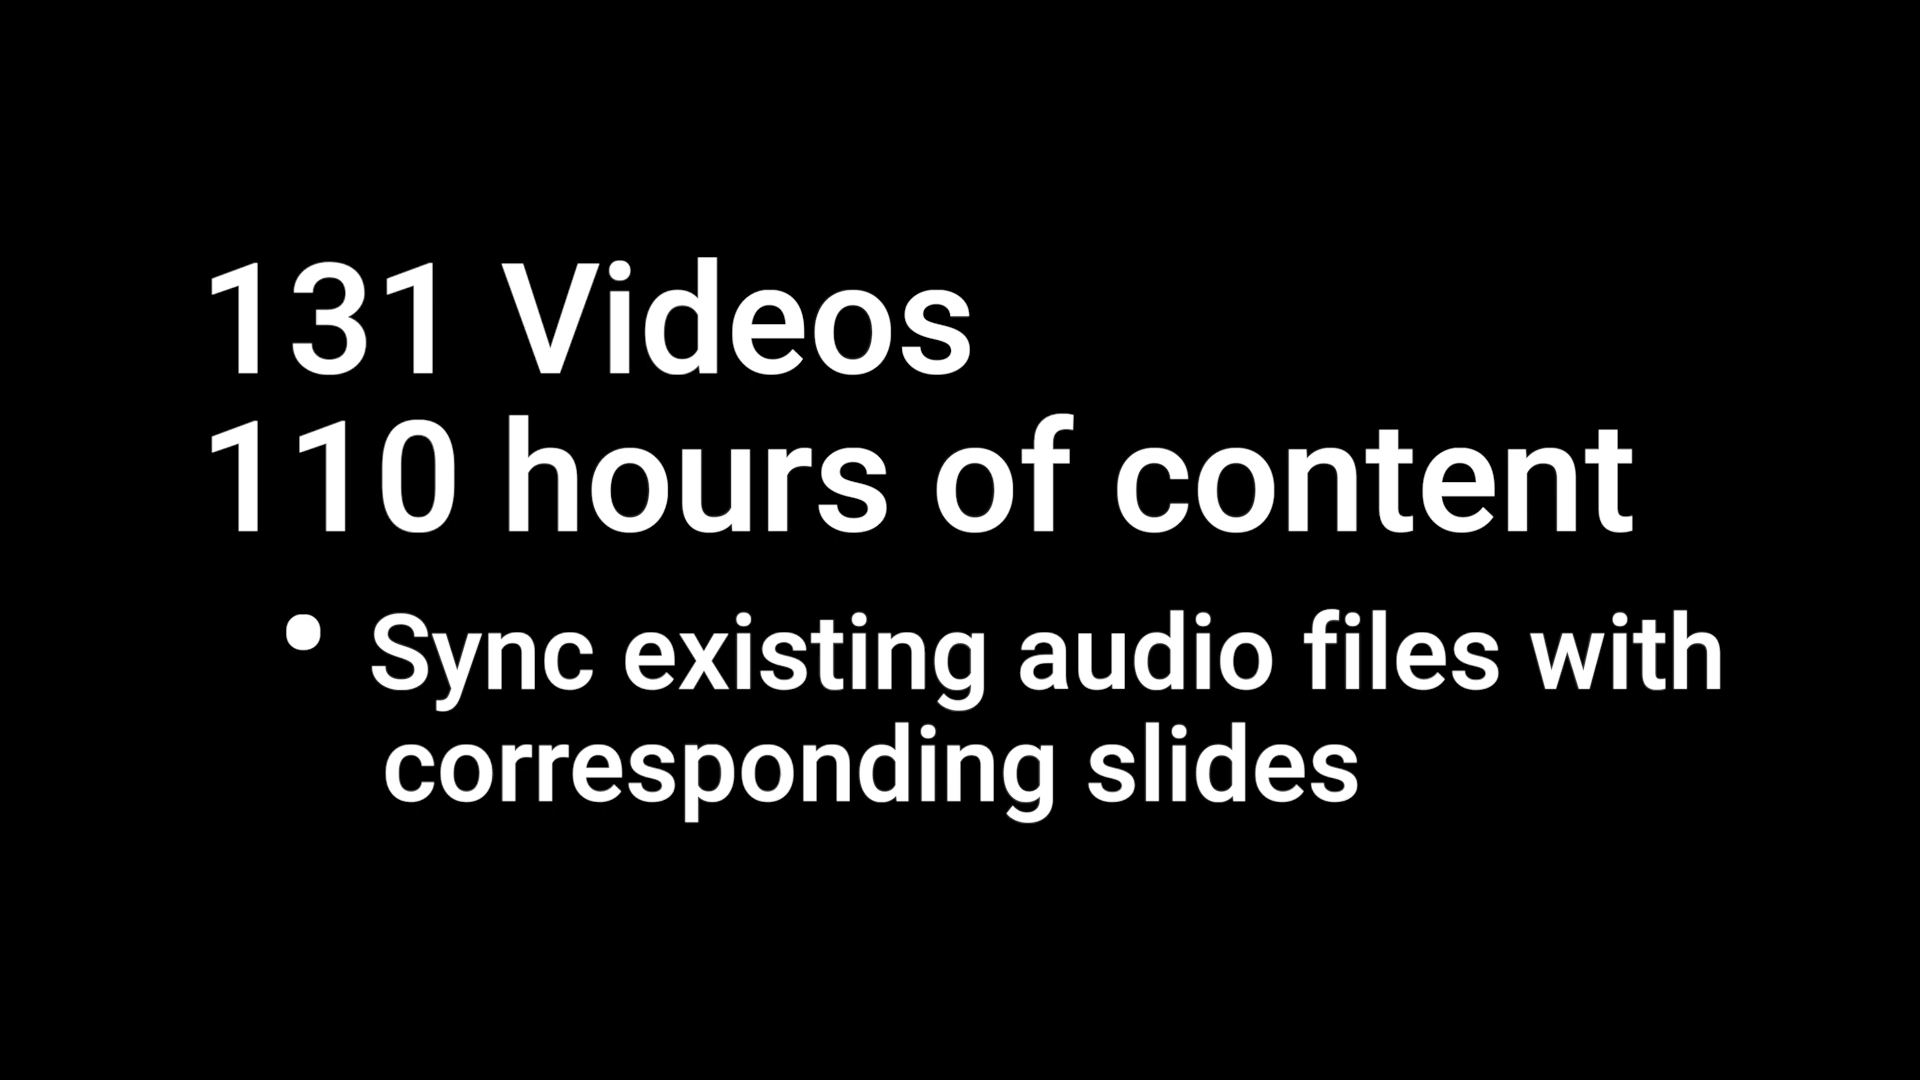 131 Videos
110 hours of content
• Sync existing audio files with
corresponding slides